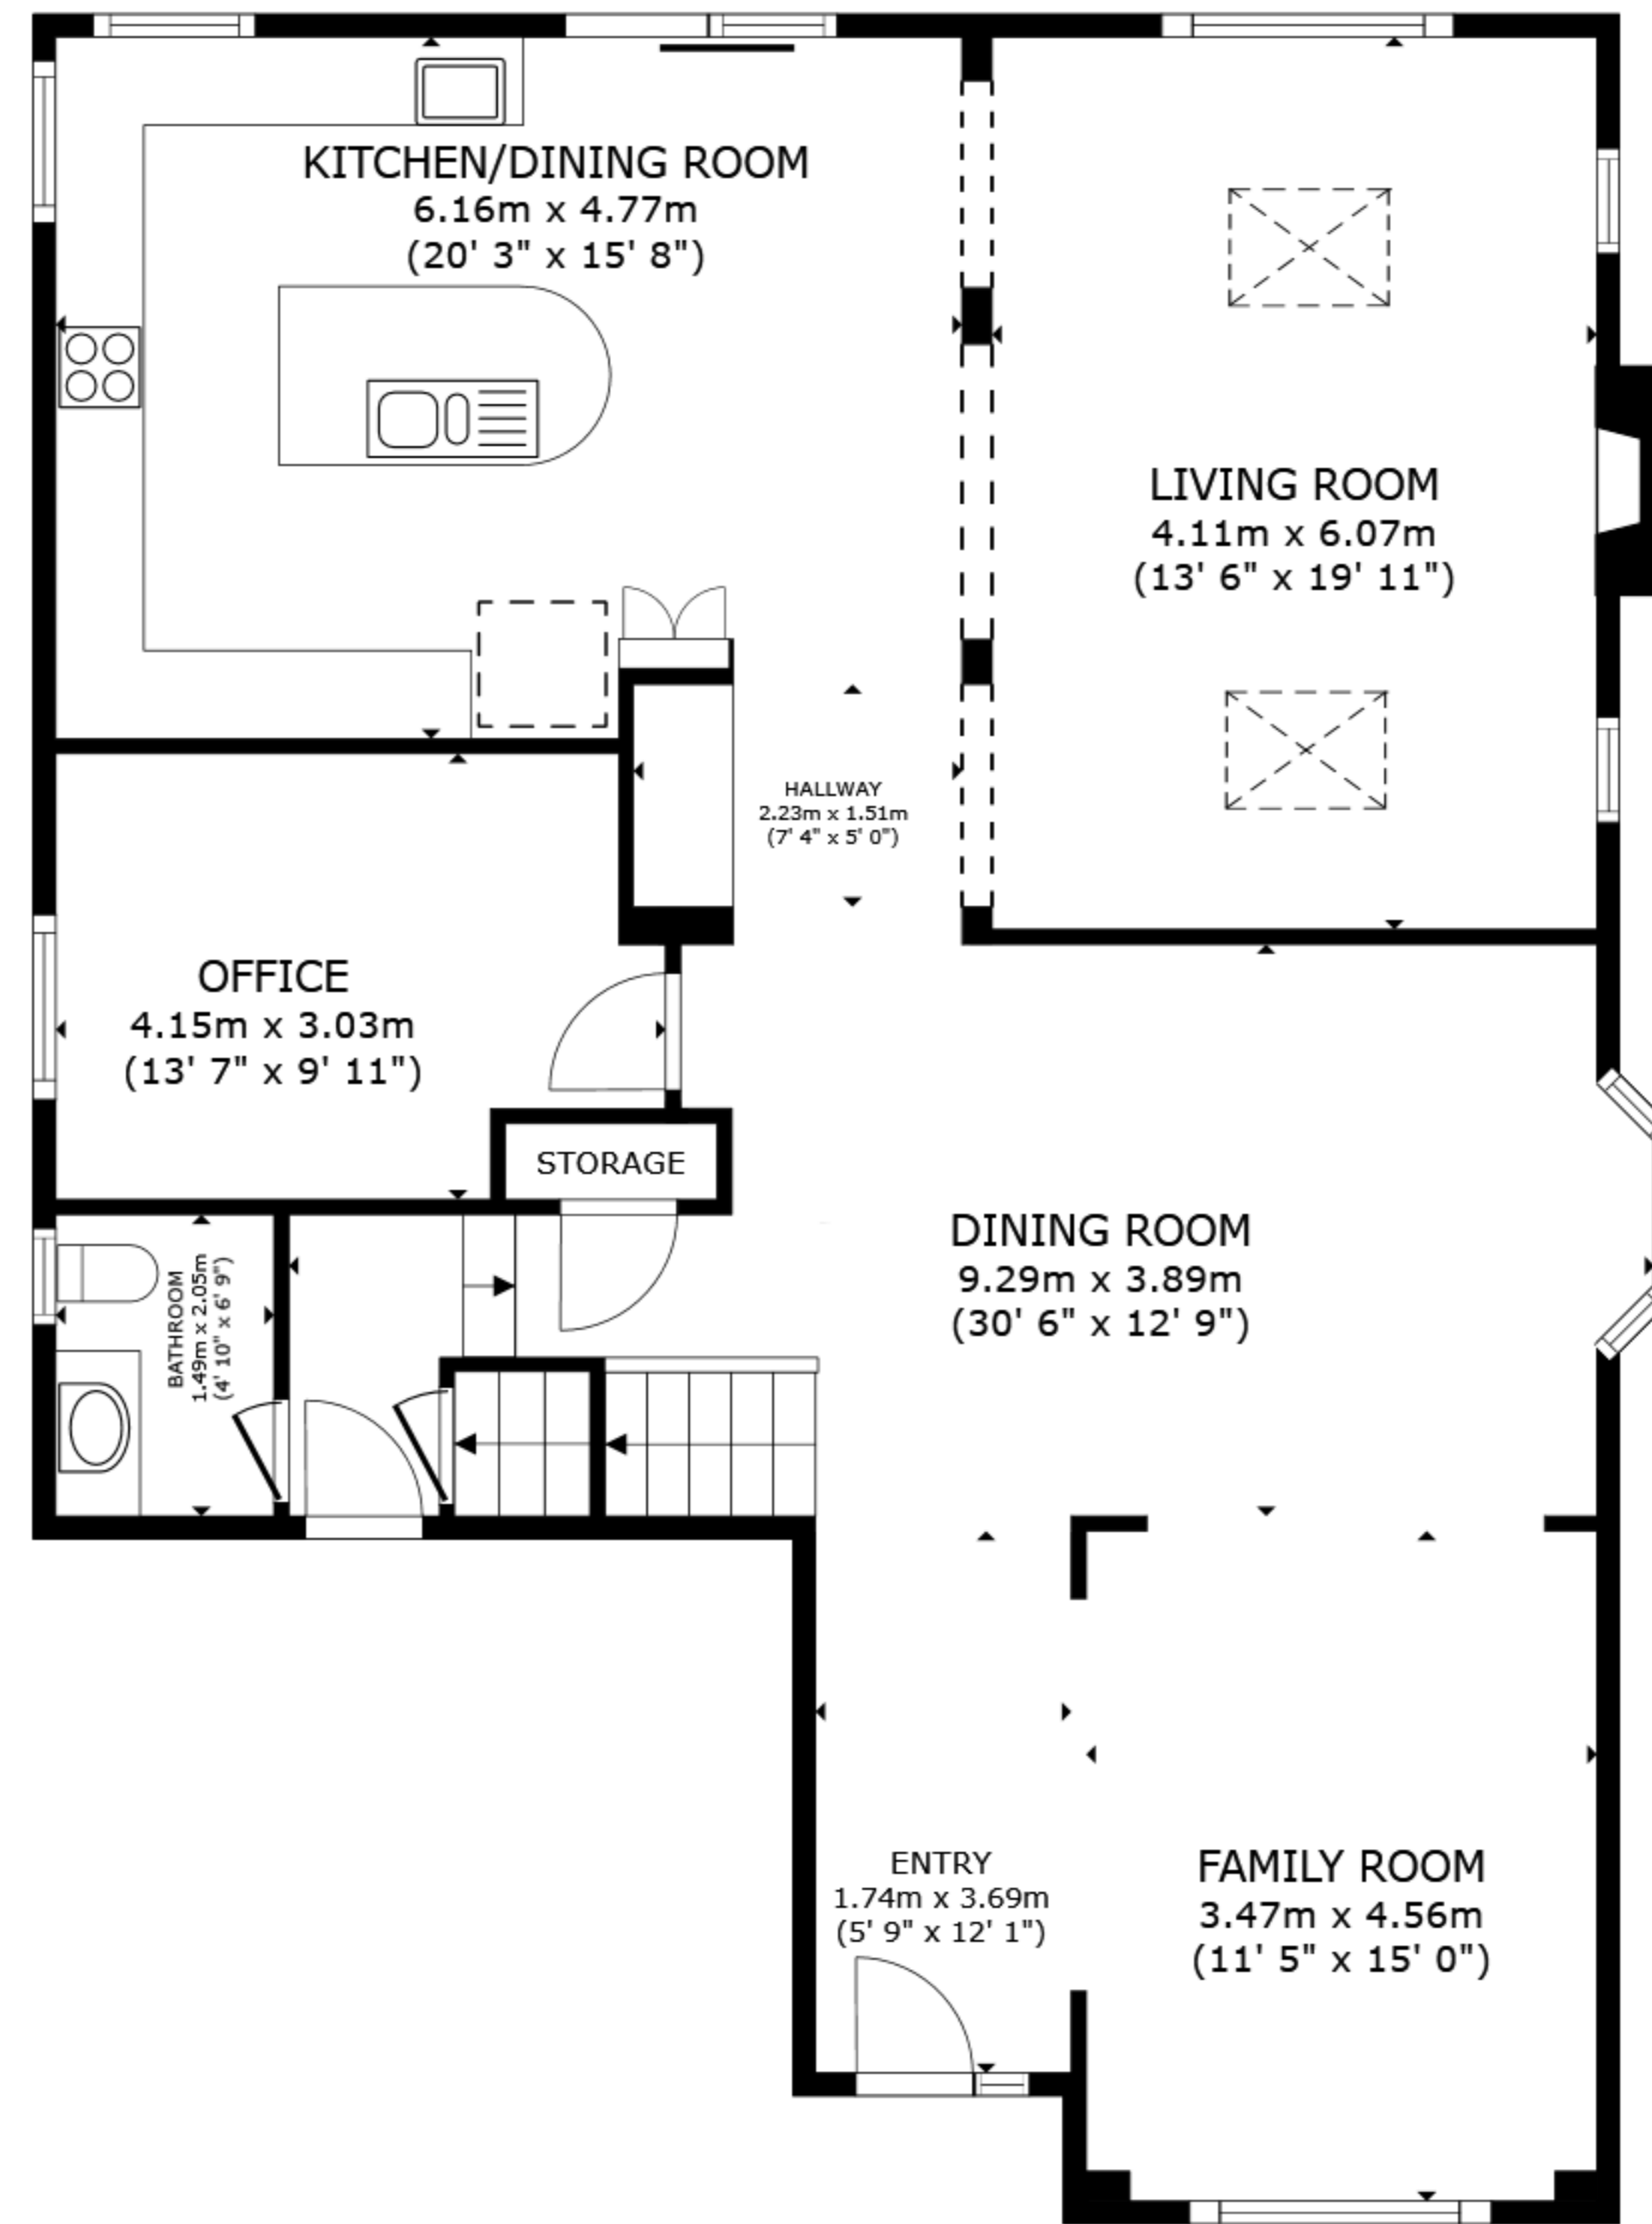 KITCHEN/DINING ROOM
6.16m x 4.77m
(20' 3" x 15' 8")
LIVING ROOM
4.11m x 6.07m
(13' 6" x 19' 11")
HALLWAY
2.23m x 1.51m
(7' 4" x 5' 0")
OFFICE
4.15m x 3.03m
(13' 7" x 9' 11")
STORAGE
BATHROOM
1.49m x 2.05m
(4' 10" x 6' 9")
DINING ROOM
9.29m x 3.89m
(30' 6" x 12' 9")
ENTRY
1.74m x 3.69m
(5' 9" x 12' 1")
FAMILY ROOM
3.47m x 4.56m
(11' 5" x 15' 0")